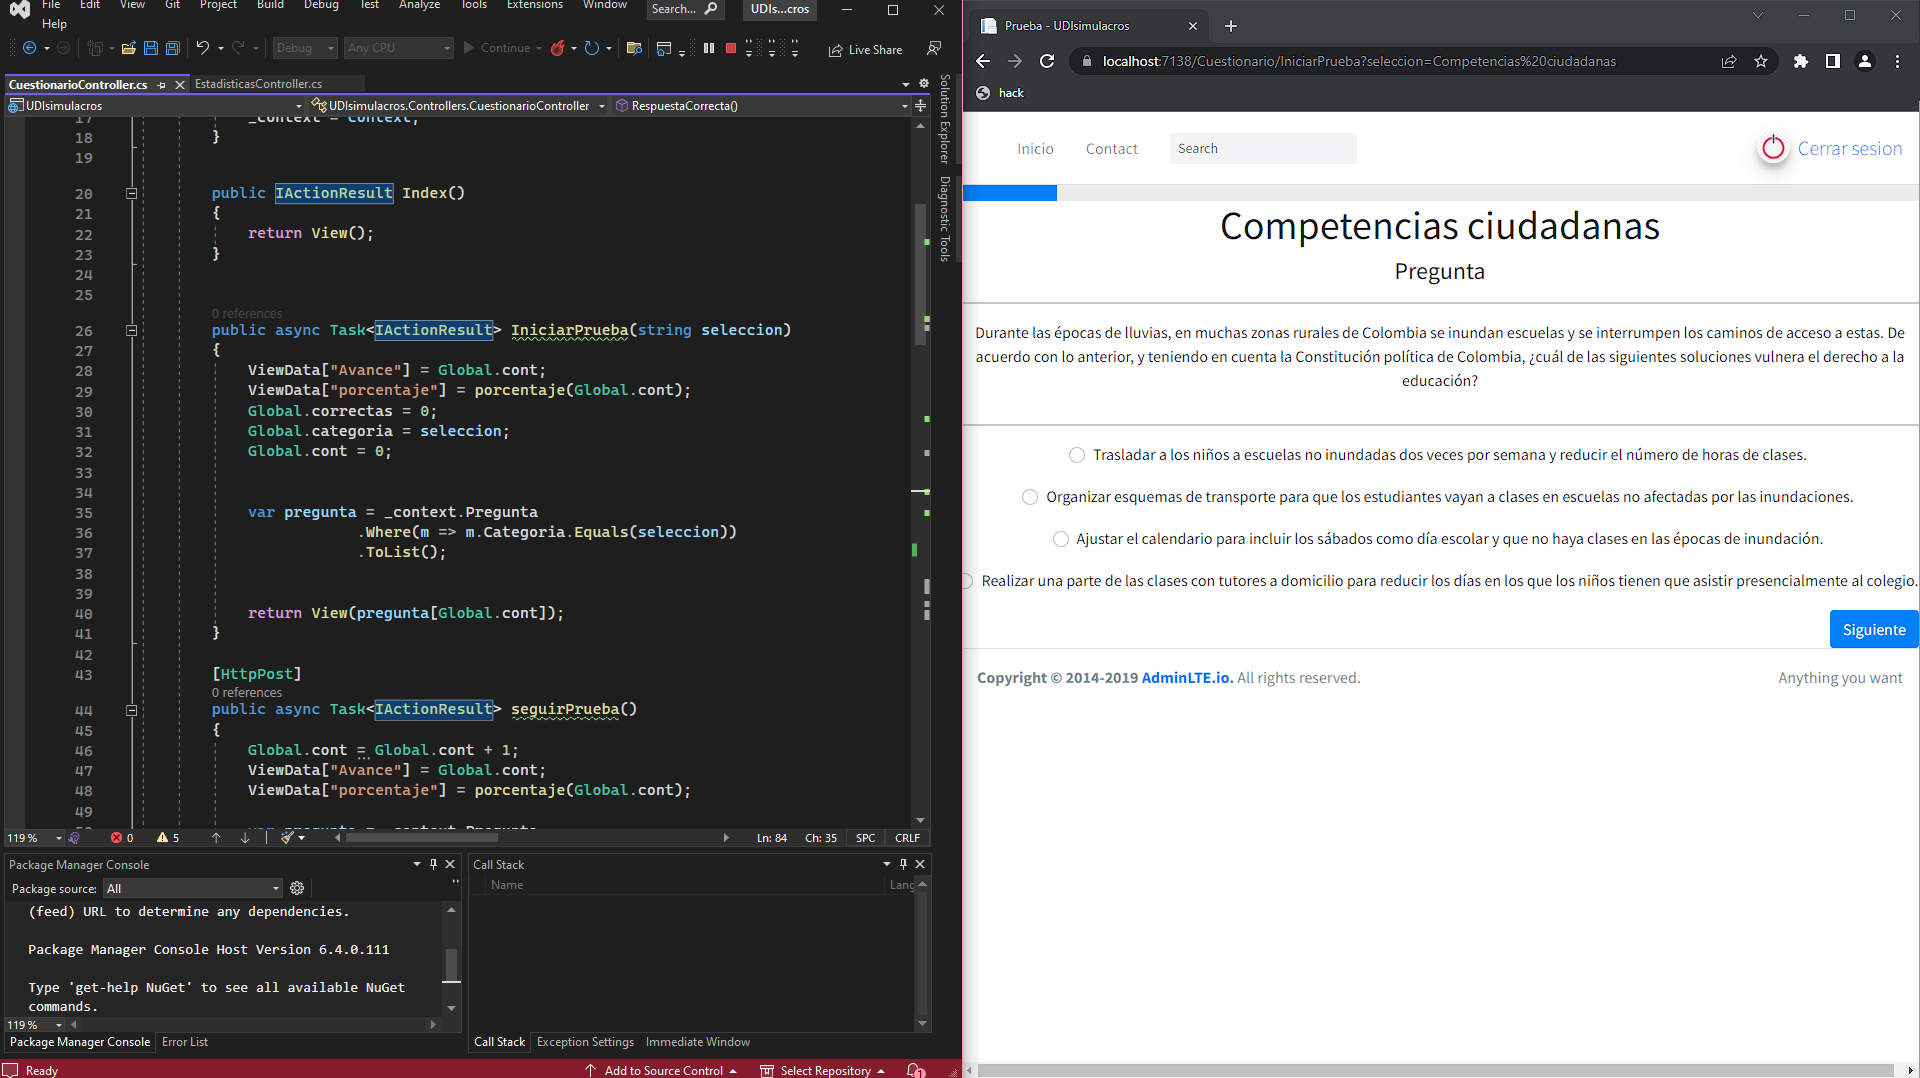 File Edit View Git Project Build Debug Test Analyze Tools Extensions Window Search... UDIs...cros
Help
Debug Any CPU Continue Live Share
CuestionarioController.cs EstadisticasController.cs
UDIsimulacros UDIsimulacros.Controllers.CuestionarioController RespuestaCorrecta()
17 _context = context;
18 }
19
20 public IActionResult Index()
21 {
22 return View();
23 }
24
25
0 references
26 public async Task<IActionResult> IniciarPrueba(string seleccion)
27 {
28 ViewData["Avance"] = Global.cont;
29 ViewData["porcentaje"] = porcentaje(Global.cont);
30 Global.correctas = 0;
31 Global.categoria = seleccion;
32 Global.cont = 0;
33
34
35 var pregunta = _context.Pregunta
36 .Where(m => m.Categoria.Equals(seleccion))
37 .ToList();
38
39
40 return View(pregunta[Global.cont]);
41 }
42
43 [HttpPost]
0 references
44 public async Task<IActionResult> seguirPrueba()
45 {
46 Global.cont = Global.cont + 1;
47 ViewData["Avance"] = Global.cont;
48 ViewData["porcentaje"] = porcentaje(Global.cont);
49
var pregunta = _context.Pregunta
119 % 0 5 Ln: 84 Ch: 35 SPC CRLF
Solution Explorer
Diagnostic Tools
Package Manager Console
Package source: All
(feed) URL to determine any dependencies.
Package Manager Console Host Version 6.4.0.111
Type 'get-help NuGet' to see all available NuGet
commands.
119 %
Package Manager Console Error List
Call Stack
Name Lang
Call Stack Exception Settings Immediate Window
Ready Add to Source Control Select Repository 1
Prueba - UDIsimulacros
localhost:7138/Cuestionario/IniciarPrueba?seleccion=Competencias%20ciudadanas
hack
Inicio Contact Search Cerrar sesion
Competencias ciudadanas
Pregunta
Durante las épocas de lluvias, en muchas zonas rurales de Colombia se inundan escuelas y se interrumpen los caminos de acceso a estas. De
acuerdo con lo anterior, y teniendo en cuenta la Constitución política de Colombia, ¿cuál de las siguientes soluciones vulnera el derecho a la
educación?
Trasladar a los niños a escuelas no inundadas dos veces por semana y reducir el número de horas de clases.
Organizar esquemas de transporte para que los estudiantes vayan a clases en escuelas no afectadas por las inundaciones.
Ajustar el calendario para incluir los sábados como día escolar y que no haya clases en las épocas de inundación.
Realizar una parte de las clases con tutores a domicilio para reducir los días en los que los niños tienen que asistir presencialmente al colegio.
Siguiente
Copyright © 2014-2019 AdminLTE.io. All rights reserved. Anything you want